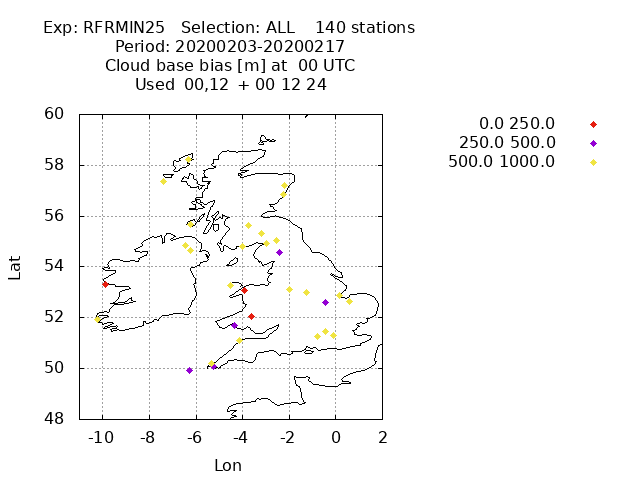 Exp: RFRMIN25   Selection: ALL    140 stations
Period: 20200203-20200217
Cloud base bias [m] at  00 UTC
Used  00,12  + 00 12 24
60
58
56
54
52
50
48
Lat
-10 -8 -6 -4 -2 0 2
Lon
0.0 250.0
250.0 500.0
500.0 1000.0